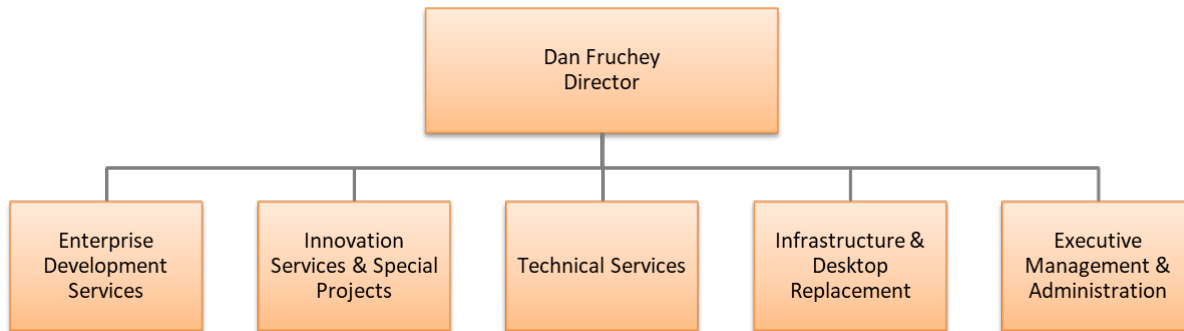 Dan Fruchey
Director
Enterprise
Development
Services
Innovation
Services & Special
Projects
Technical Services
Infrastructure &
Desktop
Replacement
Executive
Management &
Administration